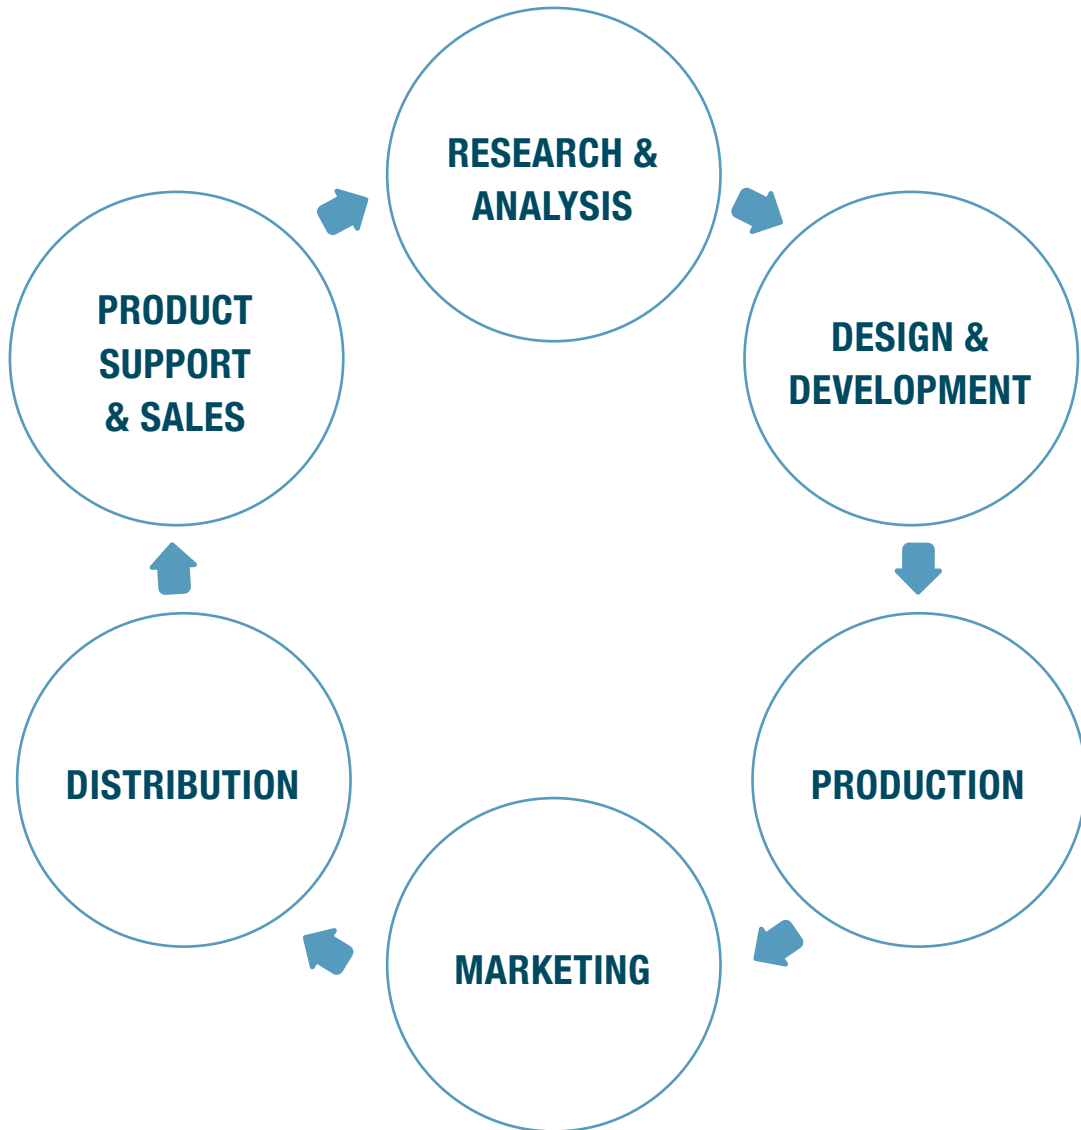 RESEARCH &
ANALYSIS
DESIGN &
DEVELOPMENT
PRODUCTION
MARKETING
DISTRIBUTION
PRODUCT
SUPPORT
& SALES